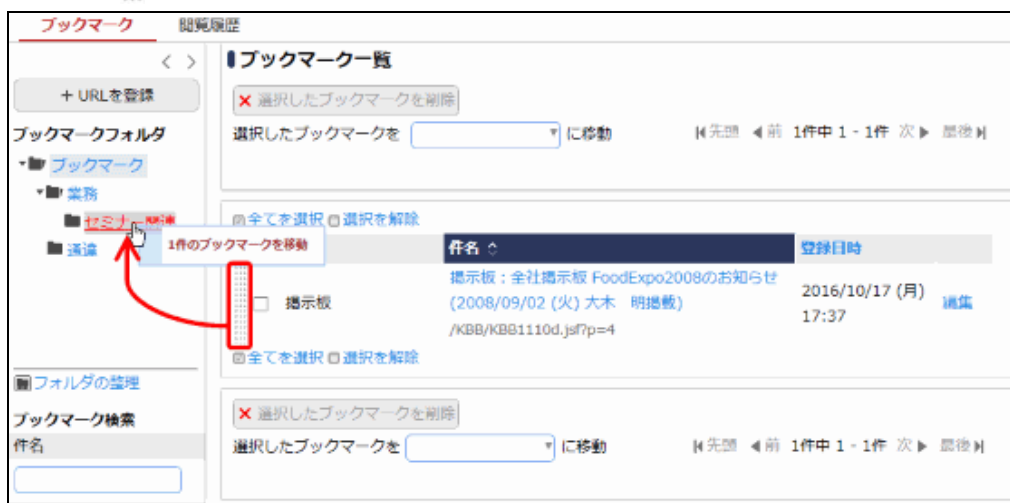 ブックマーク 閲覧履歴
+ URLを登録
ブックマークフォルダ
ブックマーク
業務
セミナー関連
通達
フォルダの整理
ブックマーク検索
件名
ブックマーク一覧
選択したブックマークを削除
選択したブックマークを に移動 先頭 前 1件中 1 - 1件 次 最後
全てを選択 選択を解除
1件のブックマークを移動
件名 登録日時
掲示板 掲示板：全社掲示板 FoodExpo2008のお知らせ
(2008/09/02 (火) 大木 明掲載)
/KBB/KBB1110d.jsf?p=4
2016/10/17 (月)
17:37
編集
全てを選択 選択を解除
選択したブックマークを削除
選択したブックマークを に移動 先頭 前 1件中 1 - 1件 次 最後